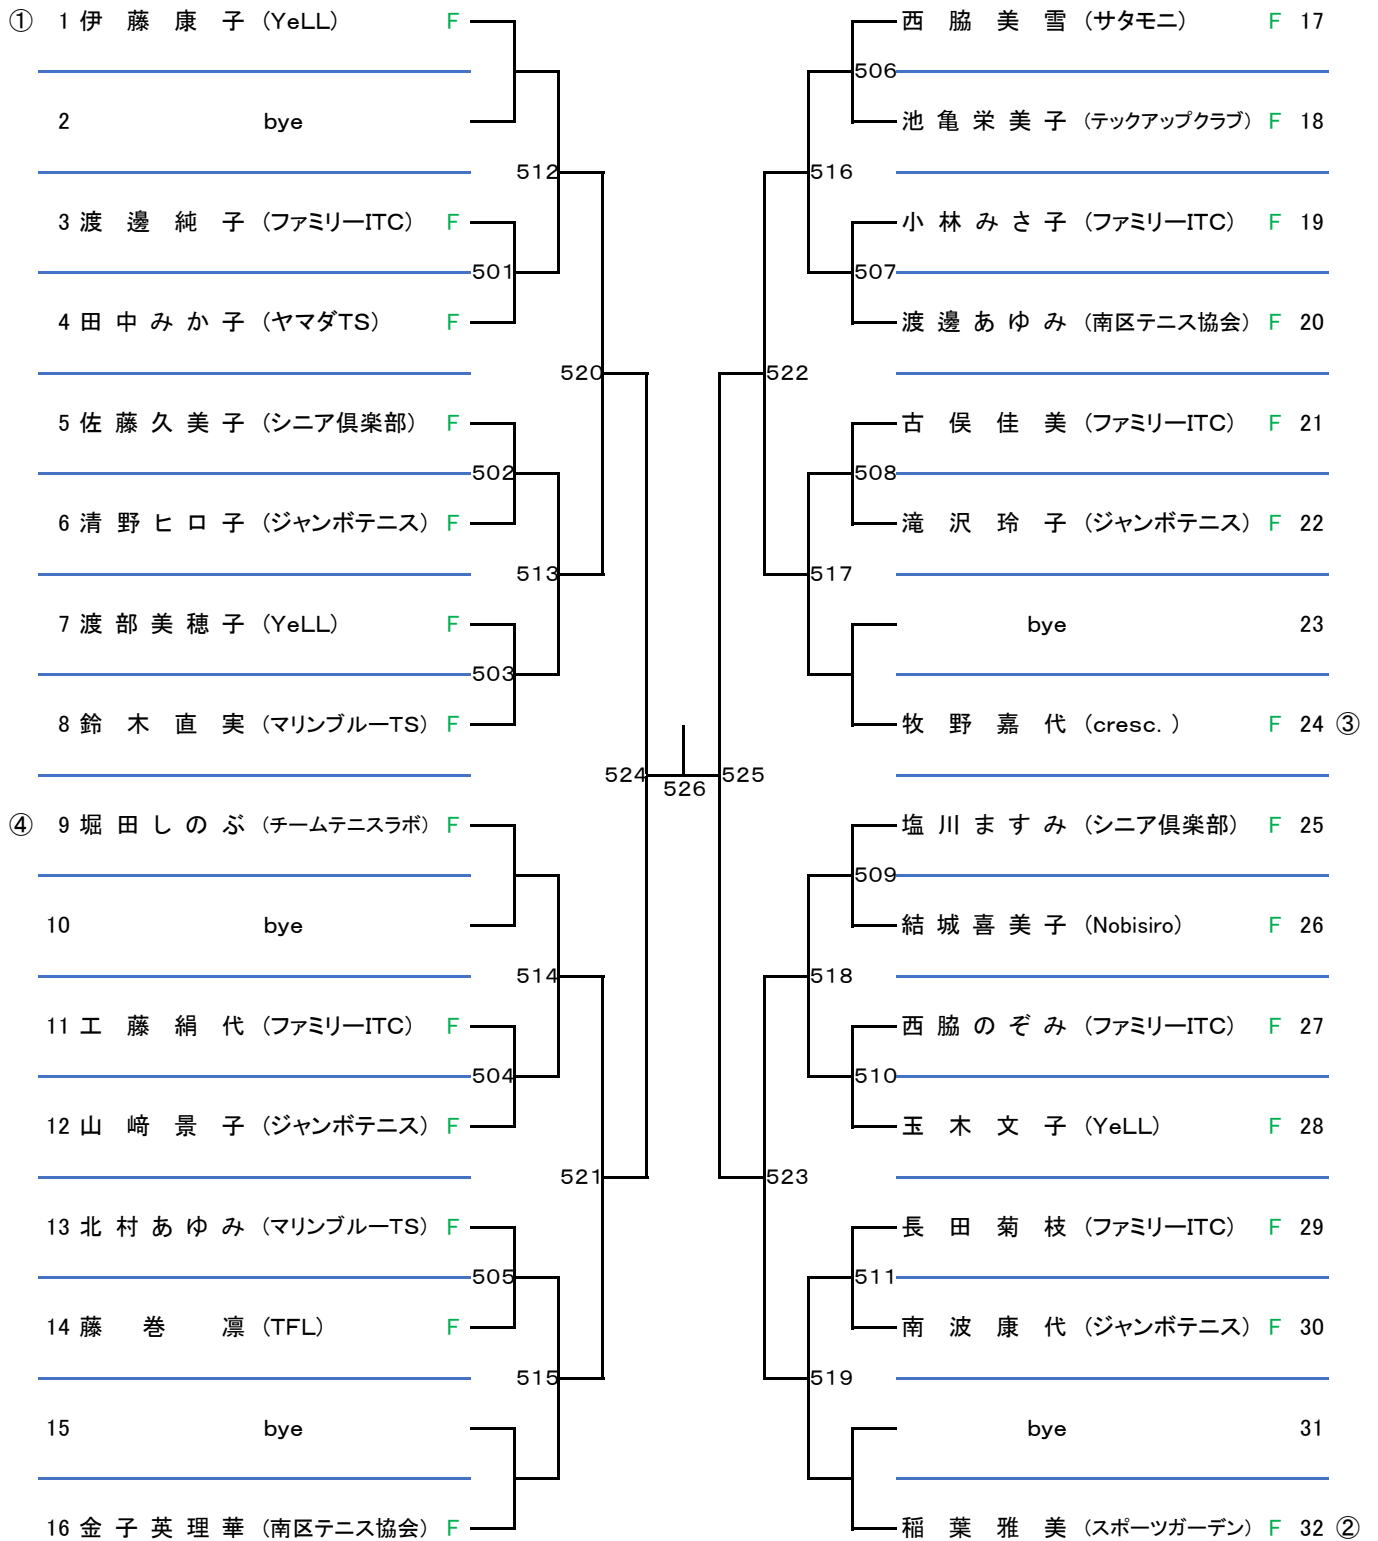 ① 1 伊藤康子 (YeLL) F
2 bye
512
3 渡邊純子 (ファミリーITC) F
501
4 田中みか子 (ヤマダTS) F
520
5 佐藤久美子 (シニア倶楽部) F
502
6 清野ヒロ子 (ジャンボテニス) F
513
7 渡部美穂子 (YeLL) F
503
8 鈴木直実 (マリンブルーTS) F
524
526
④ 9 堀田しのぶ (チームテニスラボ) F
10 bye
514
11 工藤絹代 (ファミリーITC) F
504
12 山﨑景子 (ジャンボテニス) F
521
13 北村あゆみ (マリンブルーTS) F
505
14 藤巻凛 (TFL) F
515
15 bye
16 金子英理華 (南区テニス協会) F
西脇美雪 (サタモニ) F 17
506
池亀栄美子 (テックアップクラブ) F 18
516
小林みさ子 (ファミリーITC) F 19
507
渡邊あゆみ (南区テニス協会) F 20
522
古俣佳美 (ファミリーITC) F 21
508
滝沢玲子 (ジャンボテニス) F 22
517
bye 23
牧野嘉代 (cresc.) F 24 ③
525
塩川ますみ (シニア倶楽部) F 25
509
結城喜美子 (Nobisiro) F 26
518
西脇のぞみ (ファミリーITC) F 27
510
玉木文子 (YeLL) F 28
523
長田菊枝 (ファミリーITC) F 29
511
南波康代 (ジャンボテニス) F 30
519
bye 31
稲葉雅美 (スポーツガーデン) F 32 ②